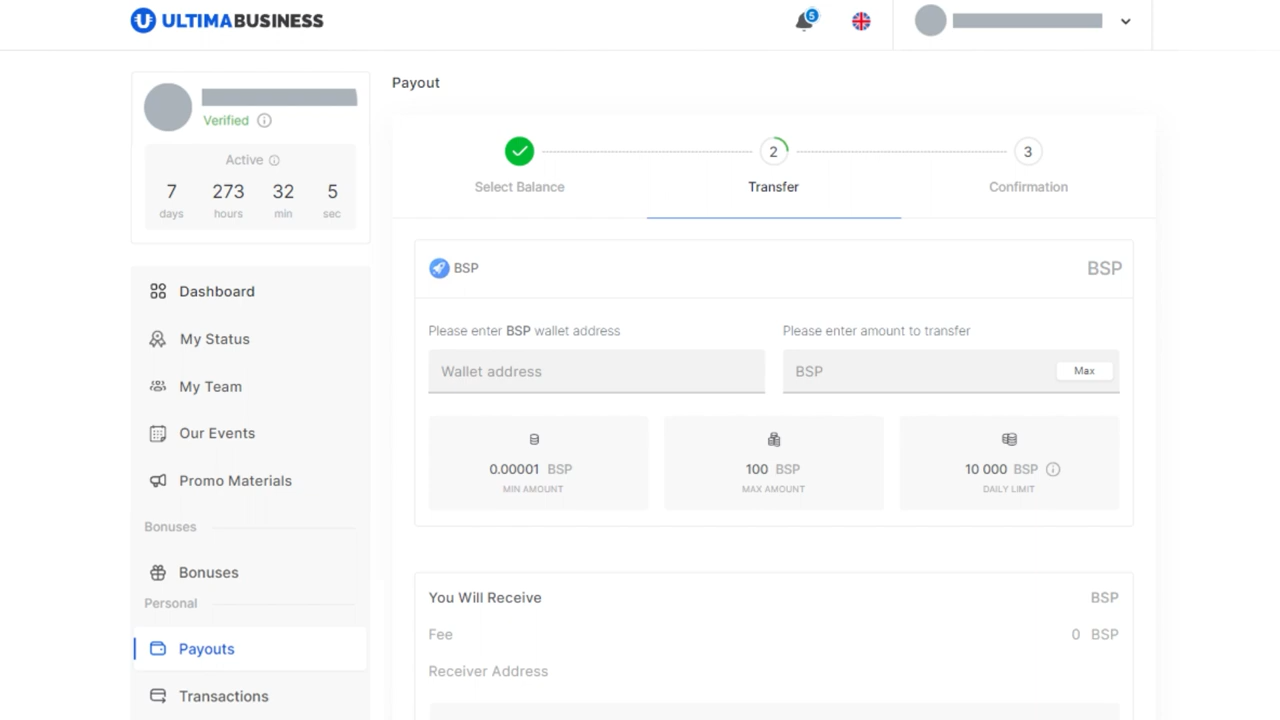 ULTIMABUSINESS
5
Payout
Verified
Active
7 273 32 5
days hours min sec
2 3
Select Balance Transfer Confirmation
Dashboard
My Status
My Team
Our Events
Promo Materials
Bonuses
Bonuses
Personal
Payouts
Transactions
BSP BSP
Please enter BSP wallet address Please enter amount to transfer
Wallet address BSP Max
0.00001 BSP 100 BSP 10 000 BSP
MIN AMOUNT MAX AMOUNT DAILY LIMIT
You Will Receive BSP
Fee 0 BSP
Receiver Address